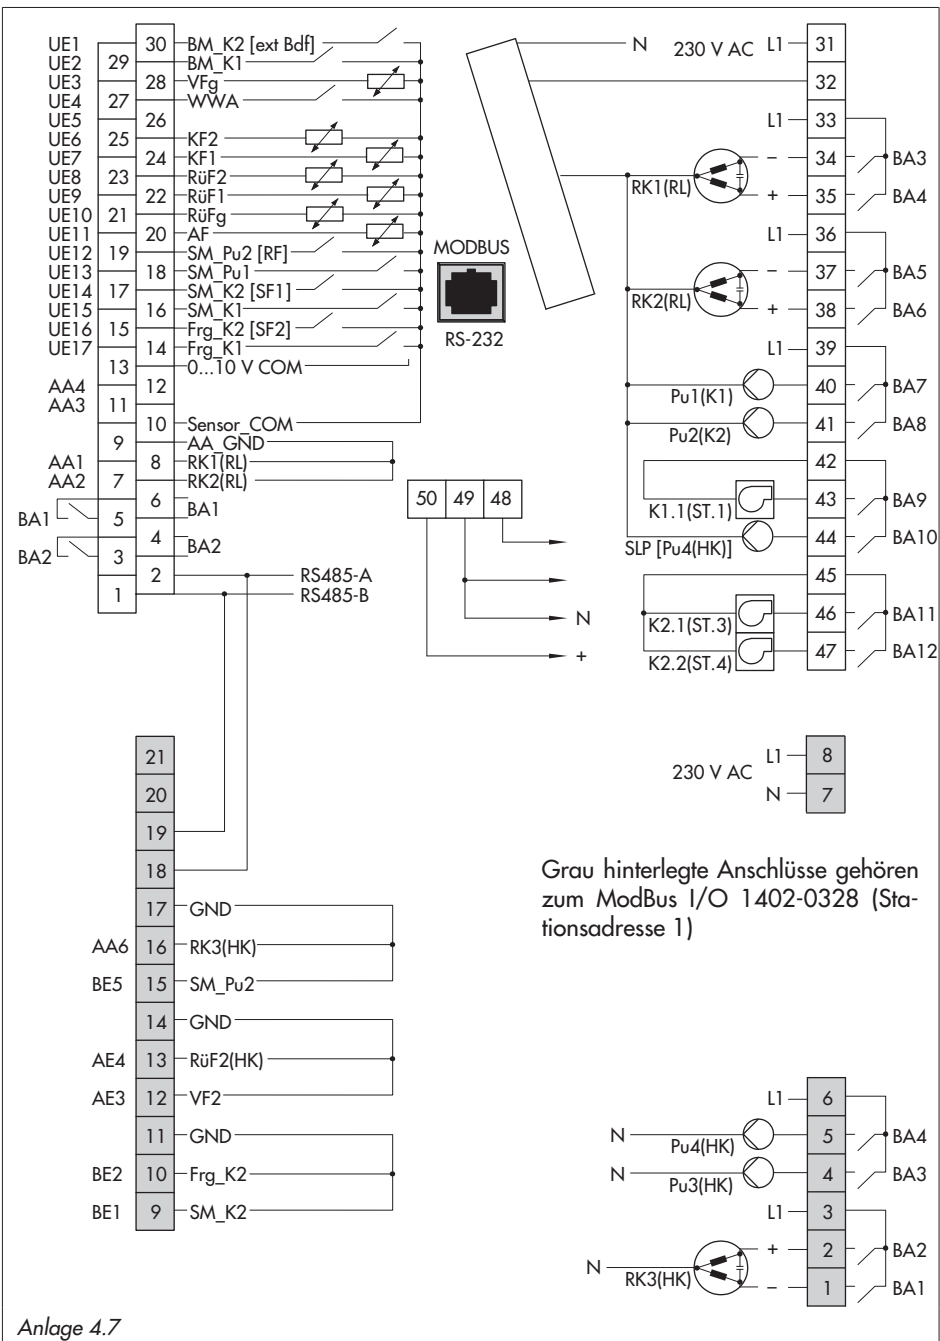 UE1 30 BM_K2 [ext Bdf]
UE2 29 BM_K1
UE3 28 VFg
UE4 27 WWA
UE5 26
UE6 25 KF2
UE7 24 KF1
UE8 23 RüF2
UE9 22 RüF1
UE10 21 RüFg
UE11 20 AF
UE12 19 SM_Pu2 [RF]
UE13 18 SM_Pu1
UE14 17 SM_K2 [SF1]
UE15 16 SM_K1
UE16 15 Frg_K2 [SF2]
UE17 14 Frg_K1
13 0...10 V COM
AA4 12
AA3 11
10 Sensor_COM
9 AA_GND
AA1 8 RK1(RL)
AA2 7 RK2(RL)
6 BA1
BA1 5
4 BA2
BA2 3
2 RS485-A
1 RS485-B
MODBUS
RS-232
N 230 V AC L1 31
32
L1 33
RK1(RL) – 34 BA3
+ 35 BA4
L1 36
RK2(RL) – 37 BA5
+ 38 BA6
L1 39
Pu1(K1) 40 BA7
Pu2(K2) 41 BA8
42
K1.1(ST.1) 43 BA9
SLP [Pu4(HK)] 44 BA10
45
K2.1(ST.3) 46 BA11
K2.2(ST.4) 47 BA12
50 49 48
N
+
21
20
19
18
17 GND
AA6 16 RK3(HK)
BE5 15 SM_Pu2
14 GND
AE4 13 RüF2(HK)
AE3 12 VF2
11 GND
BE2 10 Frg_K2
BE1 9 SM_K2
230 V AC L1 8
N 7
Grau hinterlegte Anschlüsse gehören
zum ModBus I/O 1402-0328 (Sta-
tionsadresse 1)
L1 6
N Pu4(HK) 5 BA4
N Pu3(HK) 4 BA3
L1 3
+ 2 BA2
N RK3(HK) – 1 BA1
Anlage 4.7